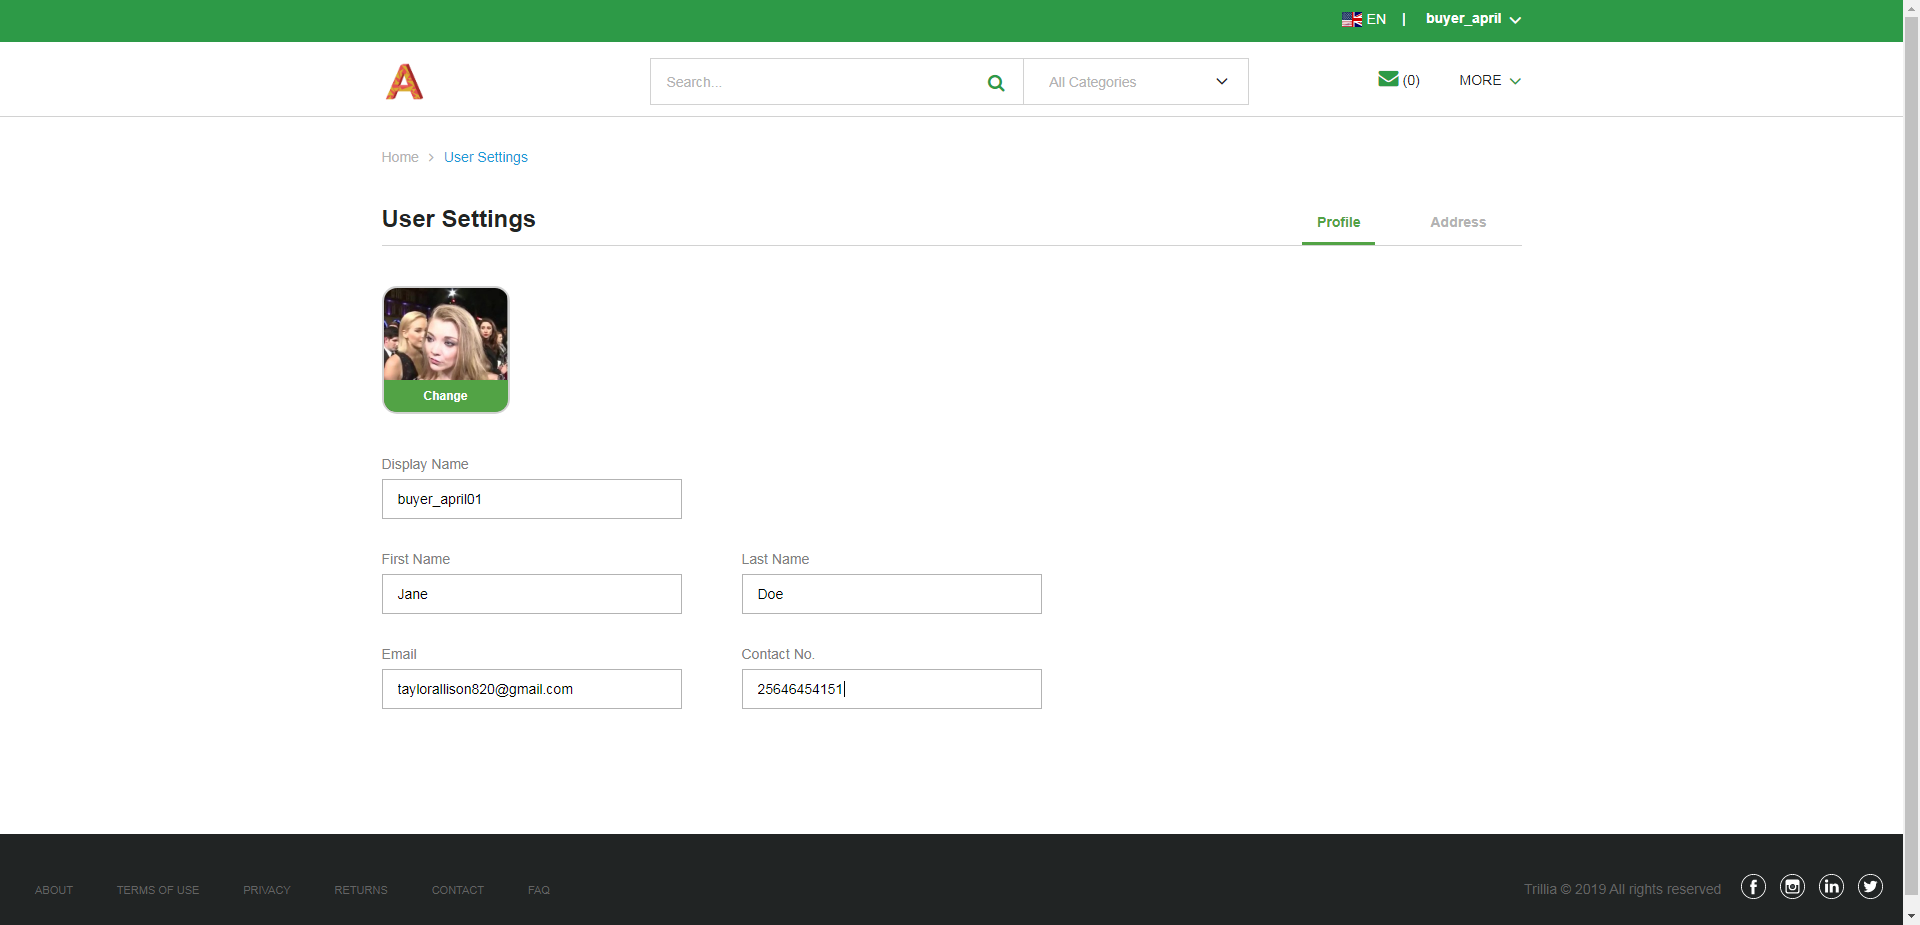 EN | buyer_april
A
Search... All Categories (0) MORE
Home > User Settings
User Settings Profile Address
Change
Display Name
buyer_april01
First Name Last Name
Jane Doe
Email Contact No.
taylorallison820@gmail.com 25646454151
ABOUT TERMS OF USE PRIVACY RETURNS CONTACT FAQ Trillia © 2019 All rights reserved